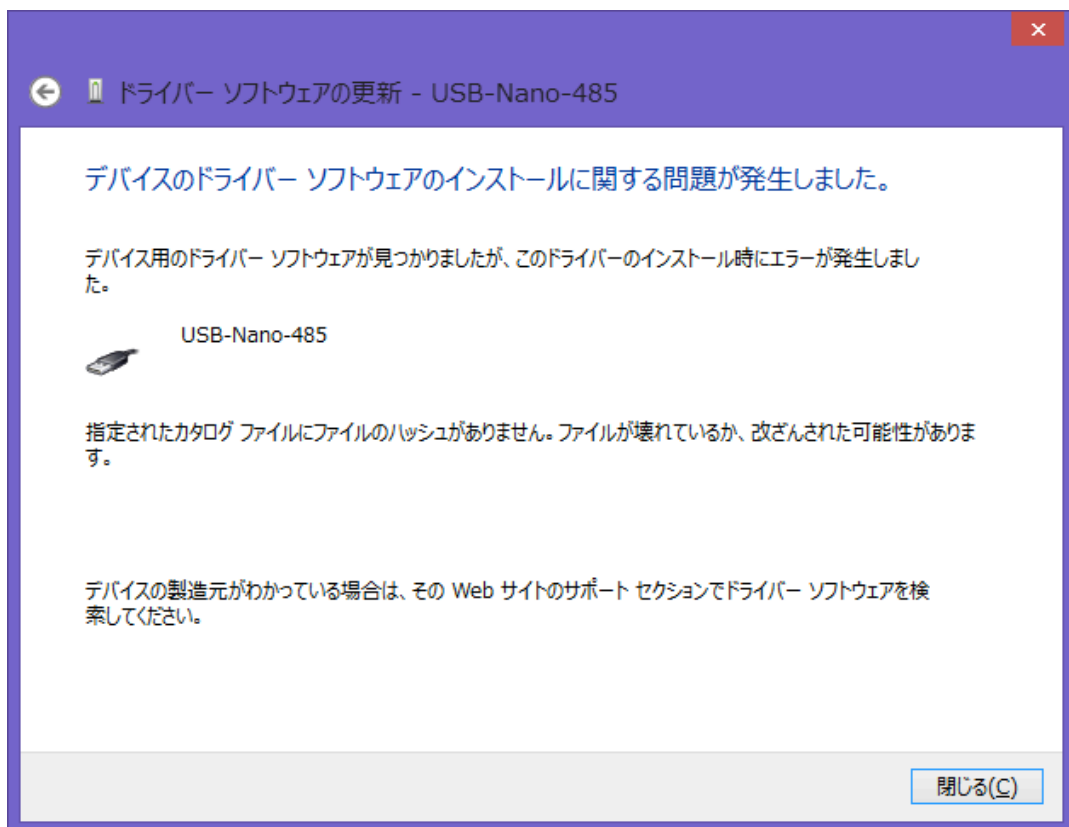 ×
ドライバー ソフトウェアの更新 - USB-Nano-485
デバイスのドライバー ソフトウェアのインストールに関する問題が発生しました。
デバイス用のドライバー ソフトウェアが見つかりましたが、このドライバーのインストール時にエラーが発生しまし
た。
USB-Nano-485
指定されたカタログ ファイルにファイルのハッシュがありません。ファイルが壊れているか、改ざんされた可能性がありま
す。
デバイスの製造元がわかっている場合は、その Web サイトのサポート セクションでドライバー ソフトウェアを検
索してください。
閉じる(C)